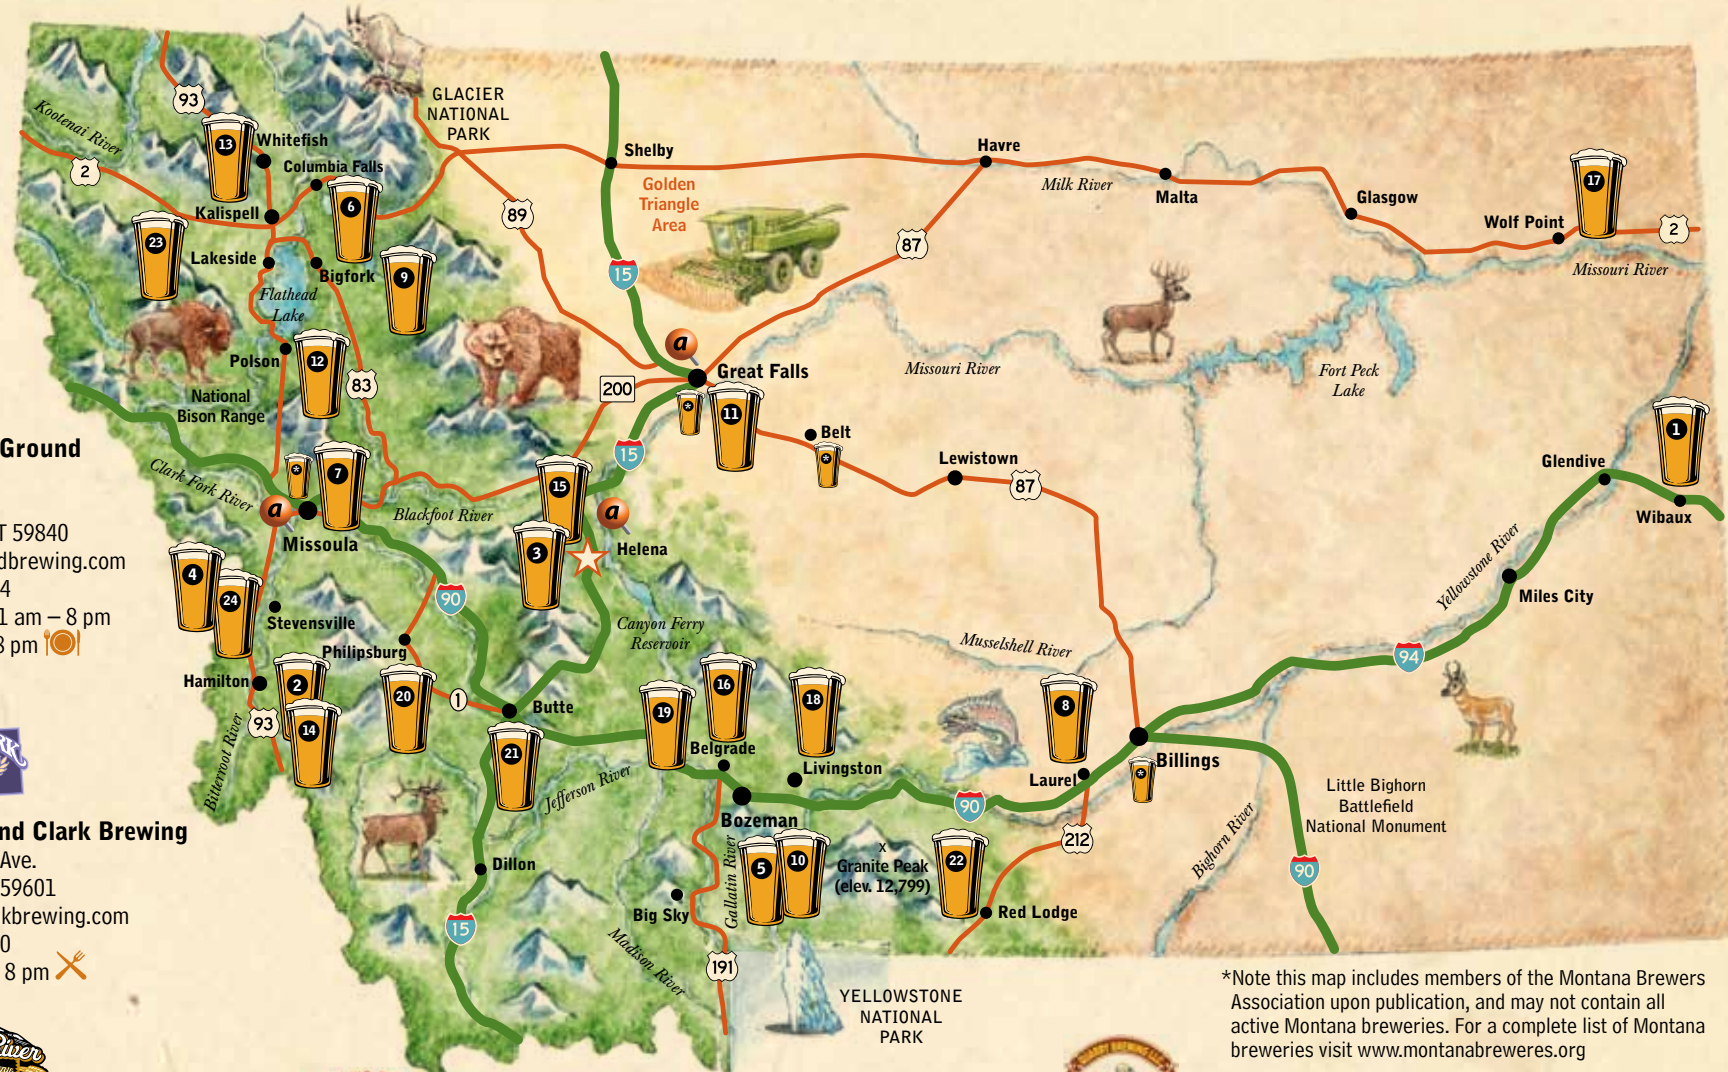 GLACIER
NATIONAL
PARK
93
Kootenai River
2
13
Whitefish
Columbia Falls
Kalispell
6
23
Lakeside
Bigfork
9
Flathead
Lake
Polson
12
83
National
Bison Range
89
Shelby
Golden
Triangle
Area
15
Havre
Milk River
Malta
87
Glasgow
Wolf Point
17
2
Missouri River
a
Great Falls
200
*
11
15
Belt
*
Missouri River
Fort Peck
Lake
Lewistown
87
1
Glendive
Wibaux
Yellowstone River
Miles City
94
Clark Fork River
*
7
a
Missoula
Blackfoot River
15
a
3
Helena
4
24
Stevensville
90
Philipsburg
Canyon Ferry
Reservoir
Musselshell River
Hamilton
2
14
93
Bitterroot River
20
1
Butte
21
19
16
18
Belgrade
Livingston
Jefferson River
Bozeman
5
10
Gallatin River
x
Granite Peak
(elev. 12,799)
22
90
8
Laurel
Billings
*
212
Red Lodge
Bighorn River
Little Bighorn
Battlefield
National Monument
90
Dillon
15
Big Sky
Madison River
191
YELLOWSTONE
NATIONAL
PARK
Ground
T 59840
dbrewing.com
4
1 am – 8 pm
8 pm
RK
nd Clark Brewing
Ave.
59601
kbrewing.com
0
8 pm
River
QUARRY BREWING LLC
*Note this map includes members of the Montana Brewers
Association upon publication, and may not contain all
active Montana breweries. For a complete list of Montana
breweries visit www.montanabreweres.org